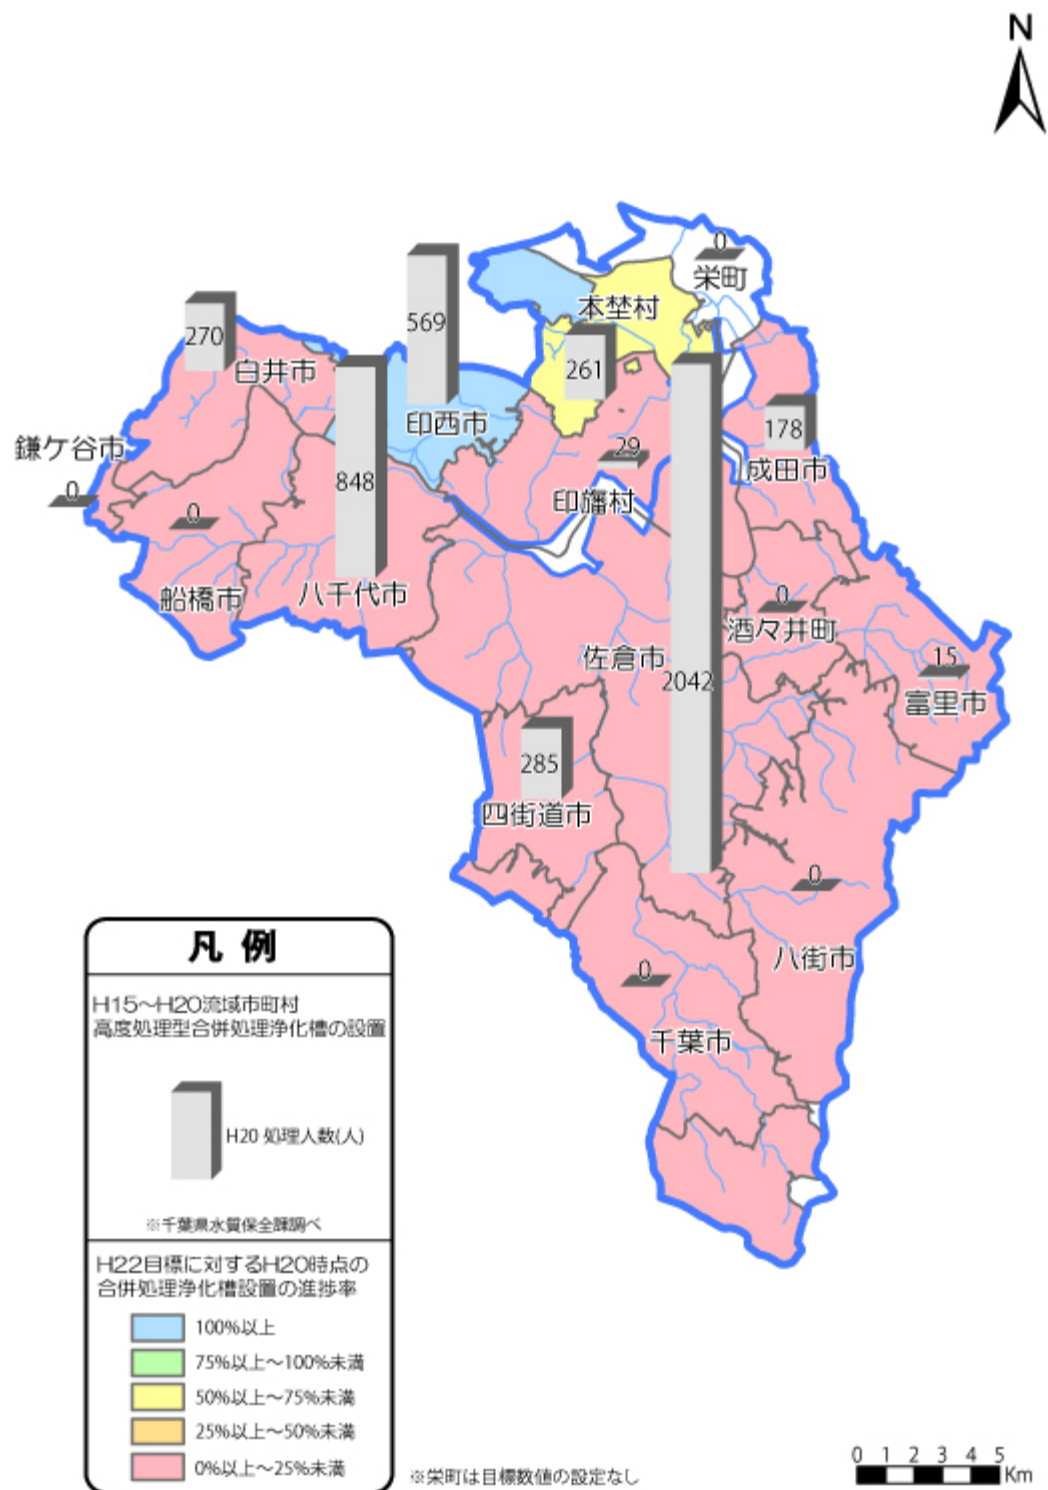 N
0
栄町
本埜村
569
270
白井市
261
印西市
178
鎌ケ谷市
29
成田市
848
0
印旛村
0
0
八千代市
船橋市
酒々井町
佐倉市
15
2042
富里市
285
四街道市
0
八街市
0
千葉市
凡 例
H15～H20流域市町村
高度処理型合併処理浄化槽の設置
H20 処理人数(人)
※千葉県水質保全課調べ
H22目標に対するH20時点の
合併処理浄化槽設置の進捗率
100%以上
75%以上～100%未満
50%以上～75%未満
25%以上～50%未満
0%以上～25%未満
※栄町は目標数値の設定なし
0 1 2 3 4 5
Km